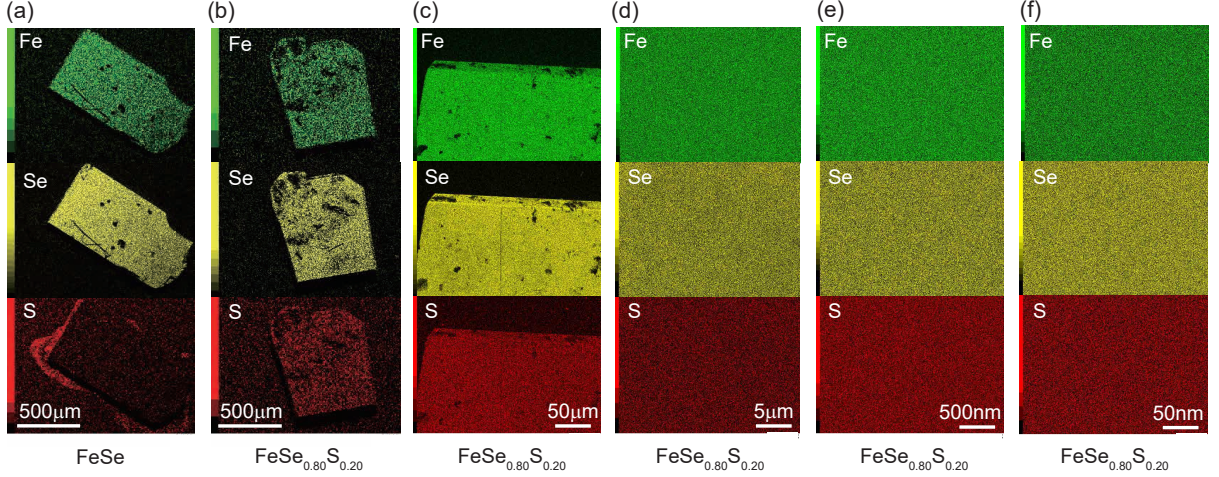 (a) (b) (c) (d) (e) (f)
Fe Fe Fe Fe Fe Fe
Se Se Se Se Se Se
S S S S S S
500μm 500μm 50μm 5μm 500nm 50nm
FeSe FeSe0.80S0.20 FeSe0.80S0.20 FeSe0.80S0.20 FeSe0.80S0.20 FeSe0.80S0.20